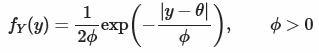 f_Y(y) = \frac{1}{2\phi} \exp\left(-\frac{|y-\theta|}{\phi}\right), \qquad \phi > 0